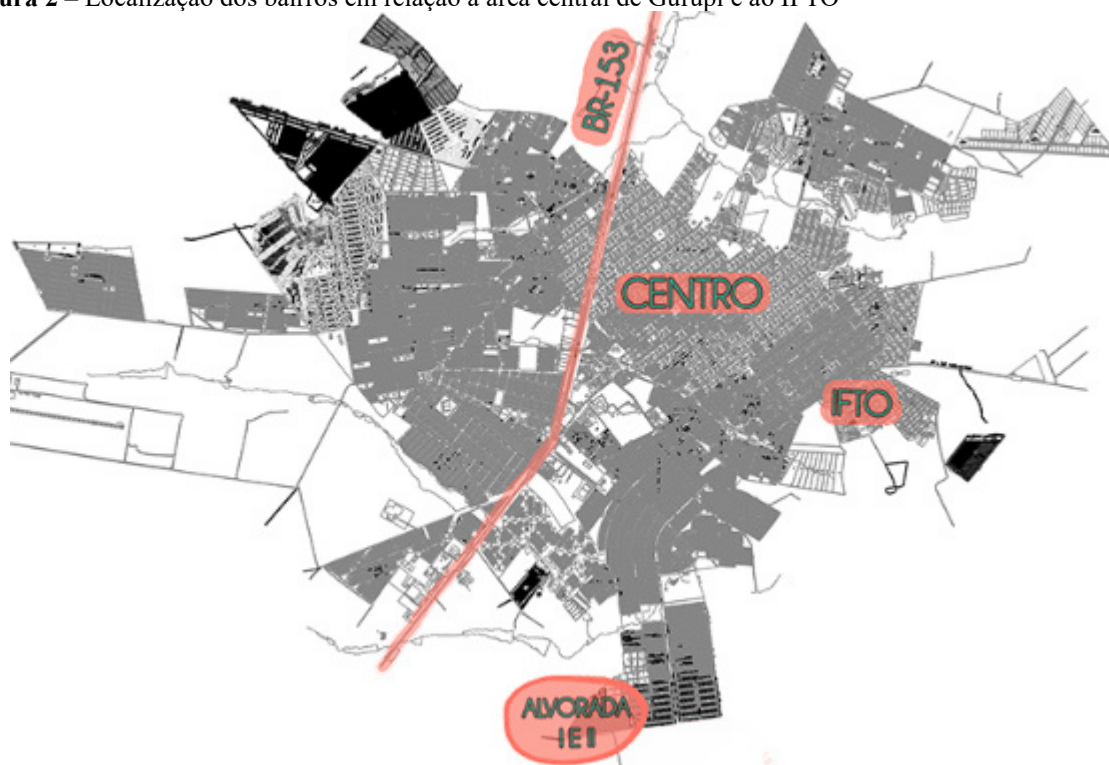 ura 2 – Localização dos bairros em relação à área central de Gurupi e ao IFTO
BR-153
CENTRO
IFTO
ALVORADA
I E II